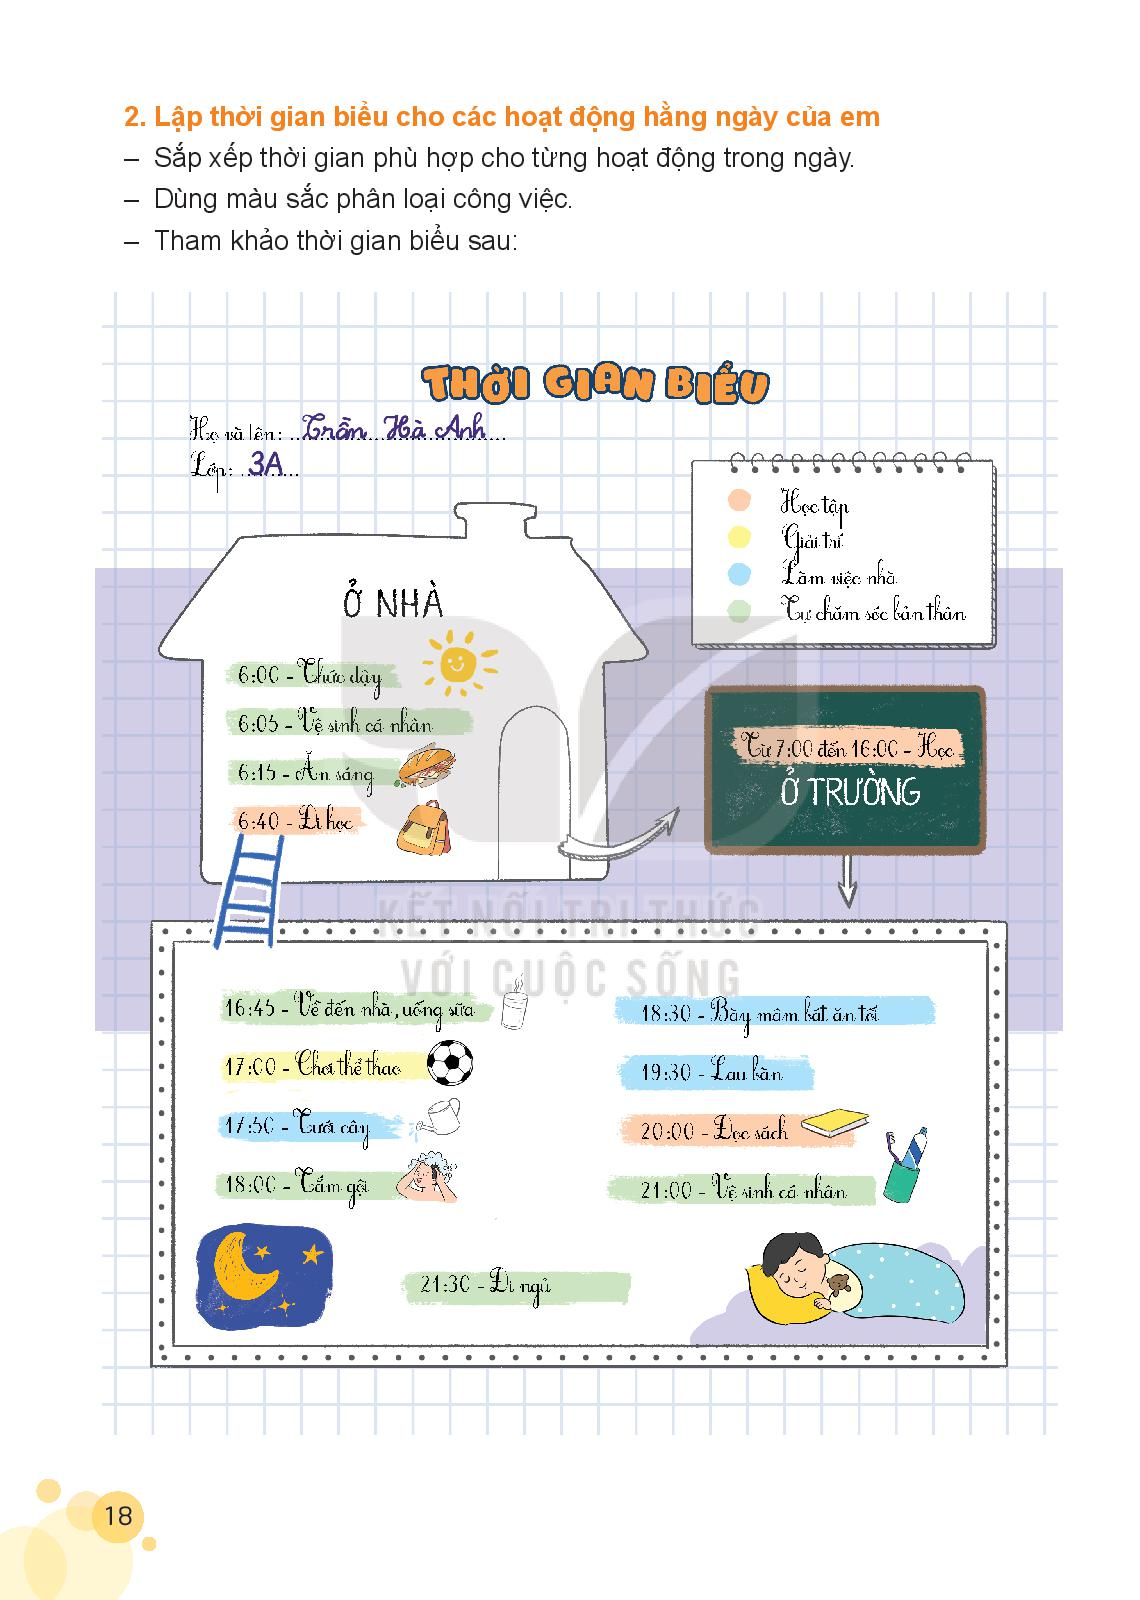 2. Lập thời gian biểu cho các hoạt động hằng ngày của em
– Sắp xếp thời gian phù hợp cho từng hoạt động trong ngày.
– Dùng màu sắc phân loại công việc.
– Tham khảo thời gian biểu sau:
THỜI GIAN BIỂU
Họ và tên: Trần Hà Anh
Lớp: 3A
Học tập
Giải trí
Làm việc nhà
Tự chăm sóc bản thân
Ở NHÀ
6:00 - Thức dậy
6:05 - Vệ sinh cá nhân
6:15 - Ăn sáng
6:40 - Đi học
Từ 7:00 đến 16:00 - Học
Ở TRƯỜNG
KẾT NỐI TRI THỨC
VỚI CUỘC SỐNG
16:45 - Về đến nhà, uống sữa
17:00 - Chơi thể thao
17:50 - Tưới cây
18:00 - Tắm gội
18:30 - Bày mâm bát ăn tối
19:30 - Lau bàn
20:00 - Đọc sách
21:00 - Vệ sinh cá nhân
21:30 - Đi ngủ
18